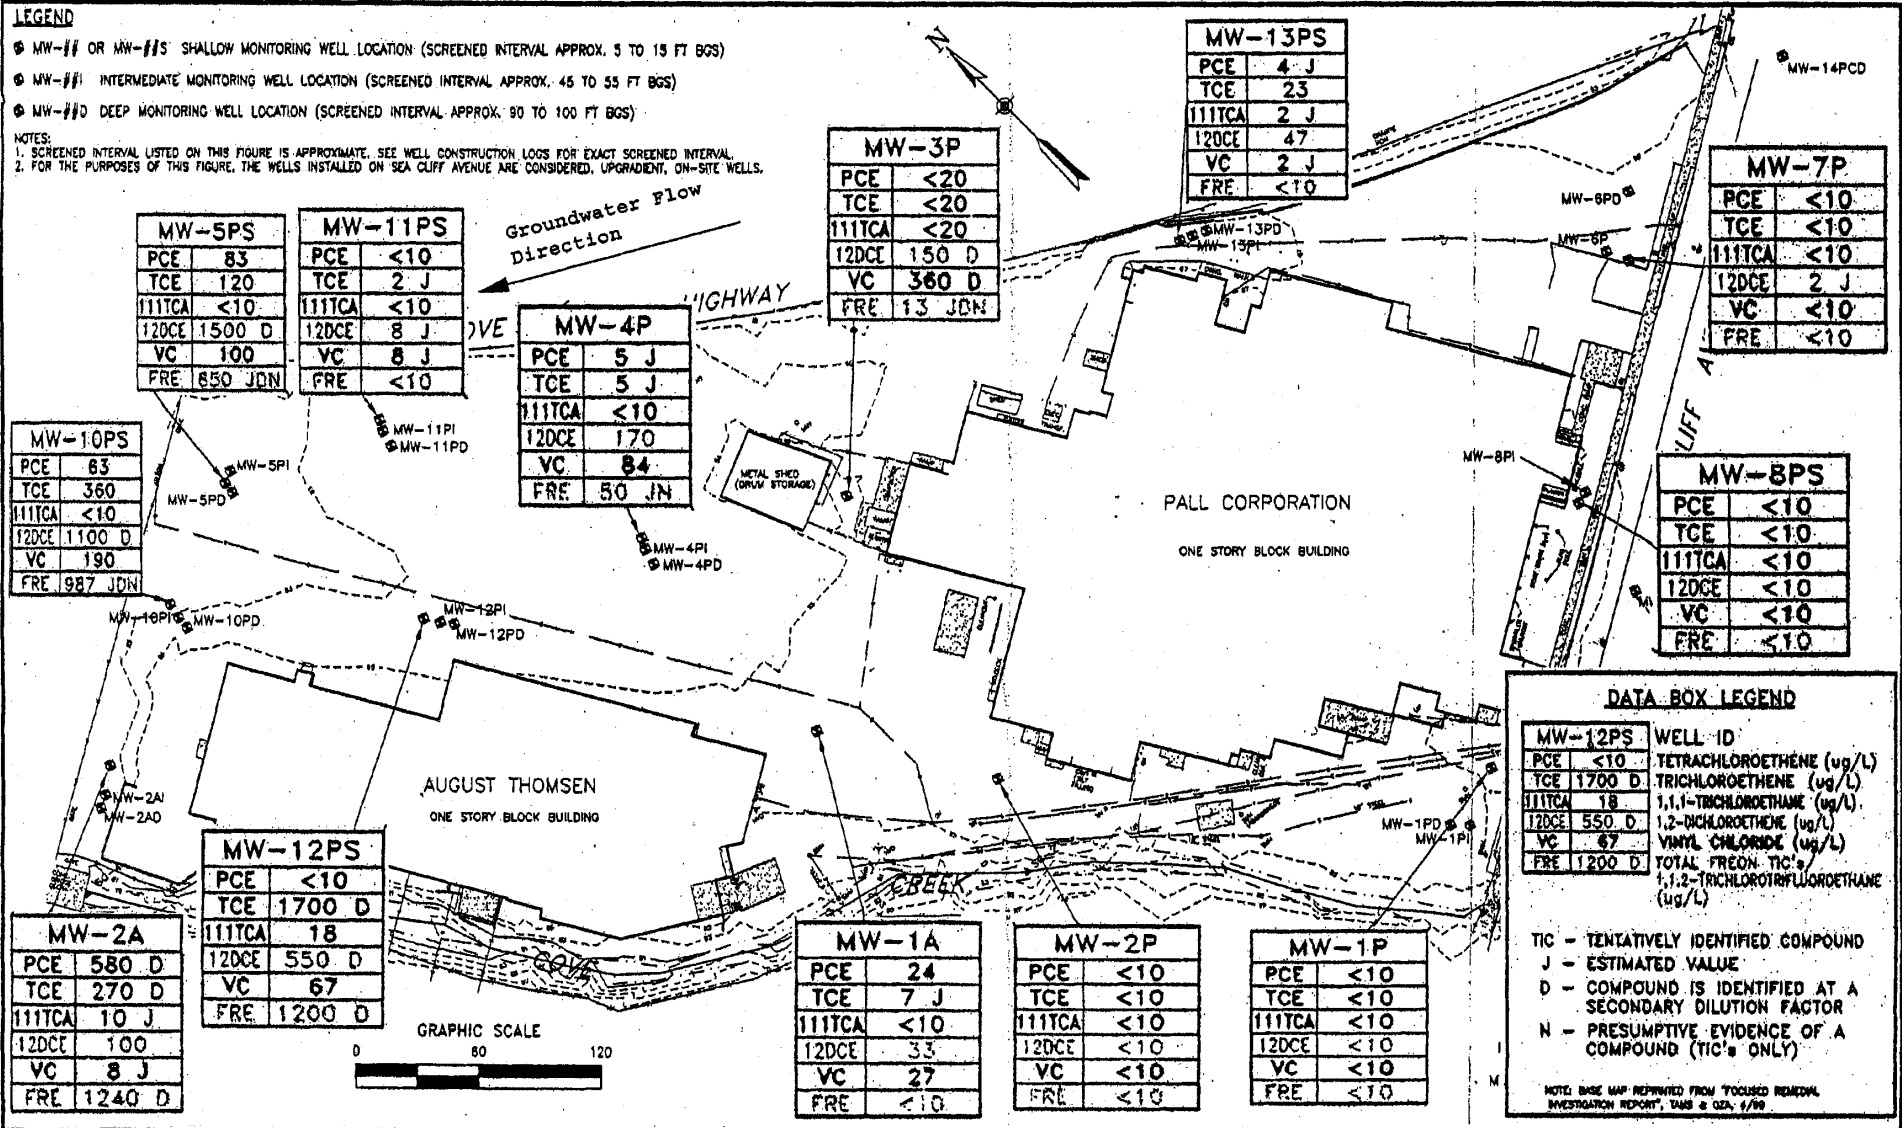 LEGEND
MW-## OR MW-##S SHALLOW MONITORING WELL LOCATION (SCREENED INTERVAL APPROX. 5 TO 15 FT BGS)
MW-##I INTERMEDIATE MONITORING WELL LOCATION (SCREENED INTERVAL APPROX. 45 TO 55 FT BGS)
MW-##D DEEP MONITORING WELL LOCATION (SCREENED INTERVAL APPROX. 90 TO 100 FT BGS)
NOTES:
1. SCREENED INTERVAL LISTED ON THIS FIGURE IS APPROXIMATE. SEE WELL CONSTRUCTION LOGS FOR EXACT SCREENED INTERVAL.
2. FOR THE PURPOSES OF THIS FIGURE, THE WELLS INSTALLED ON SEA CLIFF AVENUE ARE CONSIDERED, UPGRADIENT, ON-SITE WELLS.
N
Groundwater Flow
Direction
OVE
HIGHWAY
MW-13PS
PCE 4 J
TCE 23
111TCA 2 J
12DCE 47
VC 2 J
FRE <10
MW-14PCD
MW-3P
PCE <20
TCE <20
111TCA <20
12DCE 150 D
VC 360 D
FRE 13 JDN
MW-7P
PCE <10
TCE <10
111TCA <10
12DCE 2 J
VC <10
FRE <10
MW-6PD
MW-6P
MW-13PD
MW-13PI
MW-5PS
PCE 83
TCE 120
111TCA <10
12DCE 1500 D
VC 100
FRE 650 JDN
MW-11PS
PCE <10
TCE 2 J
111TCA <10
12DCE 8 J
VC 8 J
FRE <10
MW-4P
PCE 5 J
TCE 5 J
111TCA <10
12DCE 170
VC 84
FRE 50 JN
MW-11PI
MW-11PD
MW-10PS
PCE 63
TCE 360
111TCA <10
12DCE 1100 D
VC 190
FRE 987 JDN
MW-5PI
MW-5PD
METAL SHED
(DRUM STORAGE)
MW-4PI
MW-4PD
PALL CORPORATION
ONE STORY BLOCK BUILDING
CLIFF
A
MW-8PI
MW-8PS
PCE <10
TCE <10
111TCA <10
12DCE <10
VC <10
FRE <10
MW-10PI
MW-10PD
MW-12PI
MW-12PD
AUGUST THOMSEN
ONE STORY BLOCK BUILDING
MW-2AI
MW-2AD
MW-1PD
MW-1PI
CREEK
COVE
MW-12PS
PCE <10
TCE 1700 D
111TCA 18
12DCE 550 D
VC 67
FRE 1200 D
MW-2A
PCE 580 D
TCE 270 D
111TCA 10 J
12DCE 100
VC 8 J
FRE 1240 D
GRAPHIC SCALE
0 60 120
MW-1A
PCE 24
TCE 7 J
111TCA <10
12DCE 33
VC 27
FRE <10
MW-2P
PCE <10
TCE <10
111TCA <10
12DCE <10
VC <10
FRE <10
MW-1P
PCE <10
TCE <10
111TCA <10
12DCE <10
VC <10
FRE <10
M
DATA BOX LEGEND
MW-12PS WELL ID
PCE <10 TETRACHLOROETHENE (ug/L)
TCE 1700 D TRICHLOROETHENE (ug/L)
111TCA 18 1,1,1-TRICHLOROETHANE (ug/L)
12DCE 550 D 1,2-DICHLOROETHENE (ug/L)
VC 67 VINYL CHLORIDE (ug/L)
FRE 1200 D TOTAL FREON TIC's/
1,1,2-TRICHLOROTRIFLUOROETHANE
(ug/L)
TIC - TENTATIVELY IDENTIFIED COMPOUND
J - ESTIMATED VALUE
D - COMPOUND IS IDENTIFIED AT A
SECONDARY DILUTION FACTOR
N - PRESUMPTIVE EVIDENCE OF A
COMPOUND (TIC's ONLY)
NOTE: BASE MAP REPRINTED FROM "FOCUSED REMEDIAL
INVESTIGATION REPORT", TAMS & GZA, 6/99